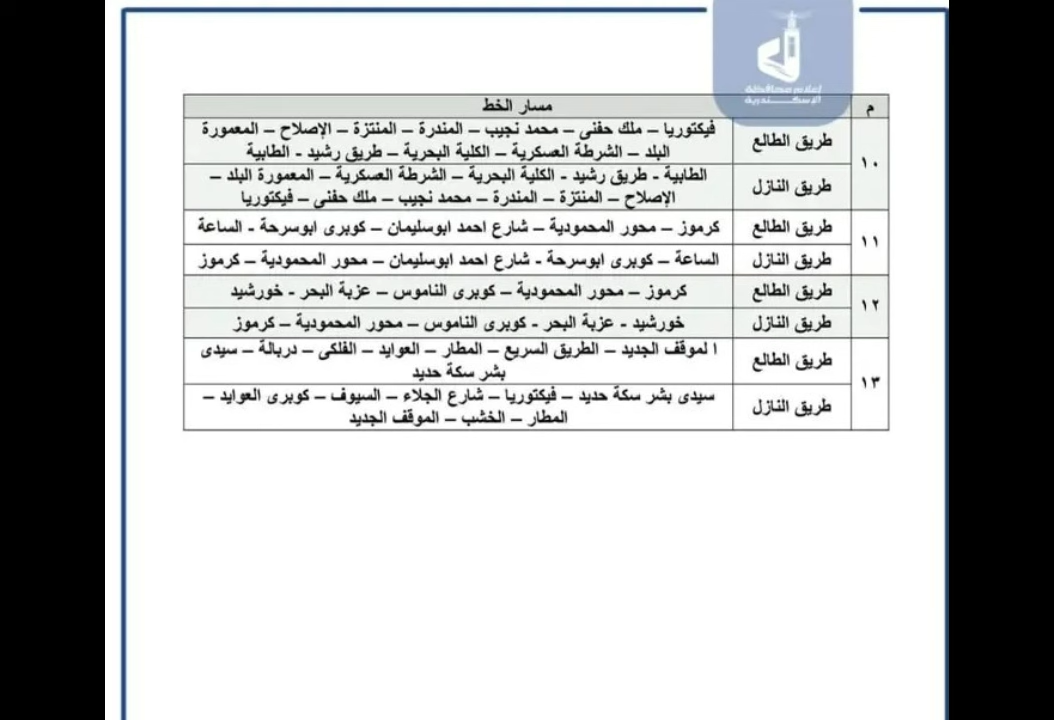 إعلام محافظة
الإسكندرية
م مسار الخط
١٠ طريق الطالع فيكتوريا – ملك حفنى – محمد نجيب – المندرة – المنتزة – الإصلاح – المعمورة
البلد – الشرطة العسكرية – الكلية البحرية – طريق رشيد - الطابية
طريق النازل الطابية - طريق رشيد - الكلية البحرية – الشرطة العسكرية – المعمورة البلد –
الإصلاح – المنتزة – المندرة – محمد نجيب – ملك حفنى – فيكتوريا
١١ طريق الطالع كرموز – محور المحمودية – شارع احمد ابوسليمان – كوبرى ابوسرحة - الساعة
طريق النازل الساعة – كوبرى ابوسرحة - شارع احمد ابوسليمان – محور المحمودية – كرموز
١٢ طريق الطالع كرموز – محور المحمودية – كوبرى الناموس – عزبة البحر - خورشيد
طريق النازل خورشيد - عزبة البحر - كوبرى الناموس – محور المحمودية – كرموز
١٣ طريق الطالع ا لموقف الجديد – الطريق السريع – المطار – العوايد – الفلكى – دربالة – سيدى
بشر سكة حديد
طريق النازل سيدى بشر سكة حديد – فيكتوريا – شارع الجلاء – السيوف – كوبرى العوايد –
المطار – الخشب – الموقف الجديد